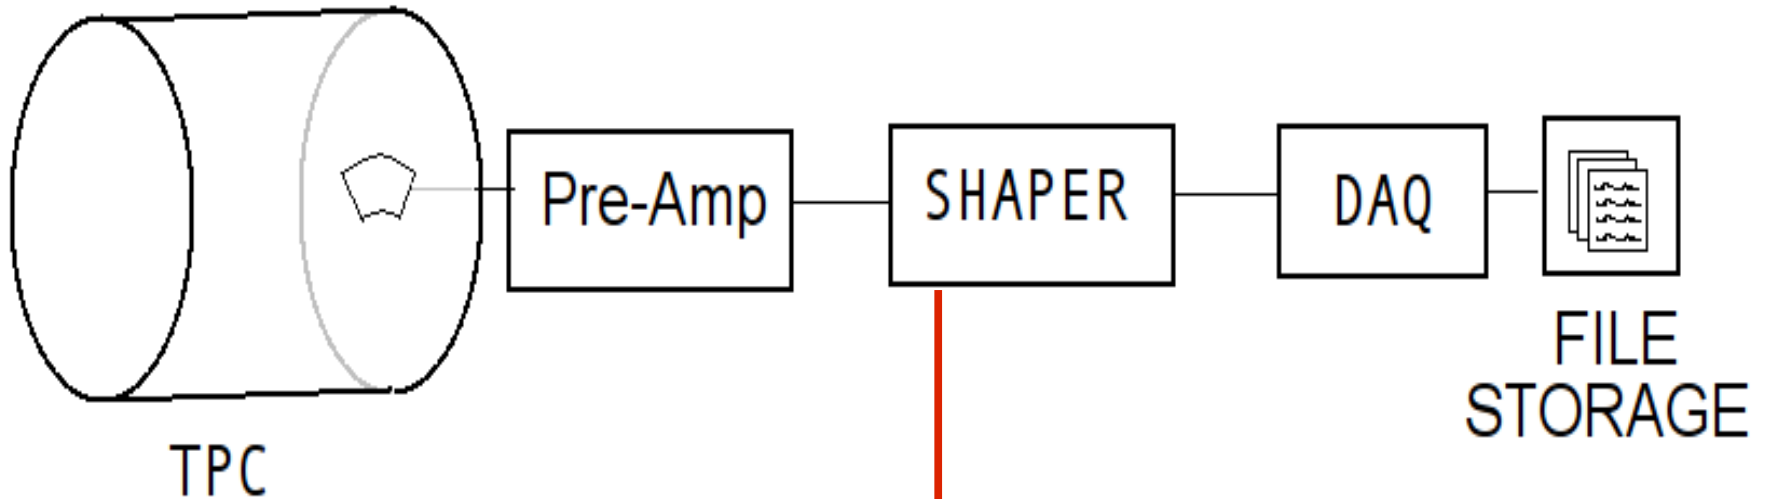 Pre-Amp
SHAPER
DAQ
FILE
STORAGE
TPC